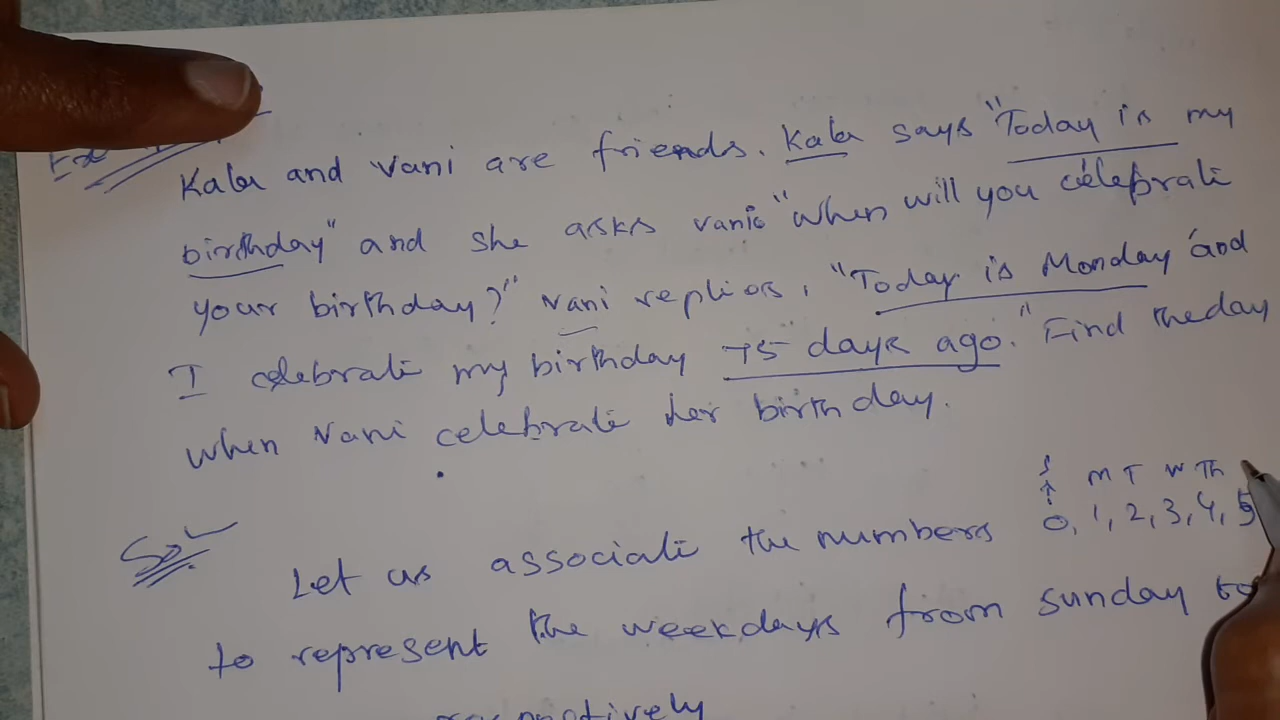 Kala and Vani are friends. Kala says "Today is my
birthday" and she asks vani "When will you celebrate
your birthday?" Vani replies, "Today is Monday and
I celebrate my birthday 75 days ago." Find the day
when Vani celebrate her birthday.
S M T W Th
Sol
Let us associate the numbers 0, 1, 2, 3, 4, 5
to represent the weekdays from sunday to